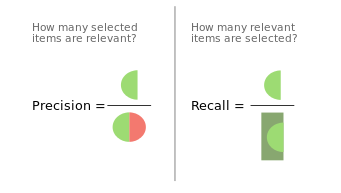 How many selected
items are relevant?
Precision =
How many relevant
items are selected?
Recall =